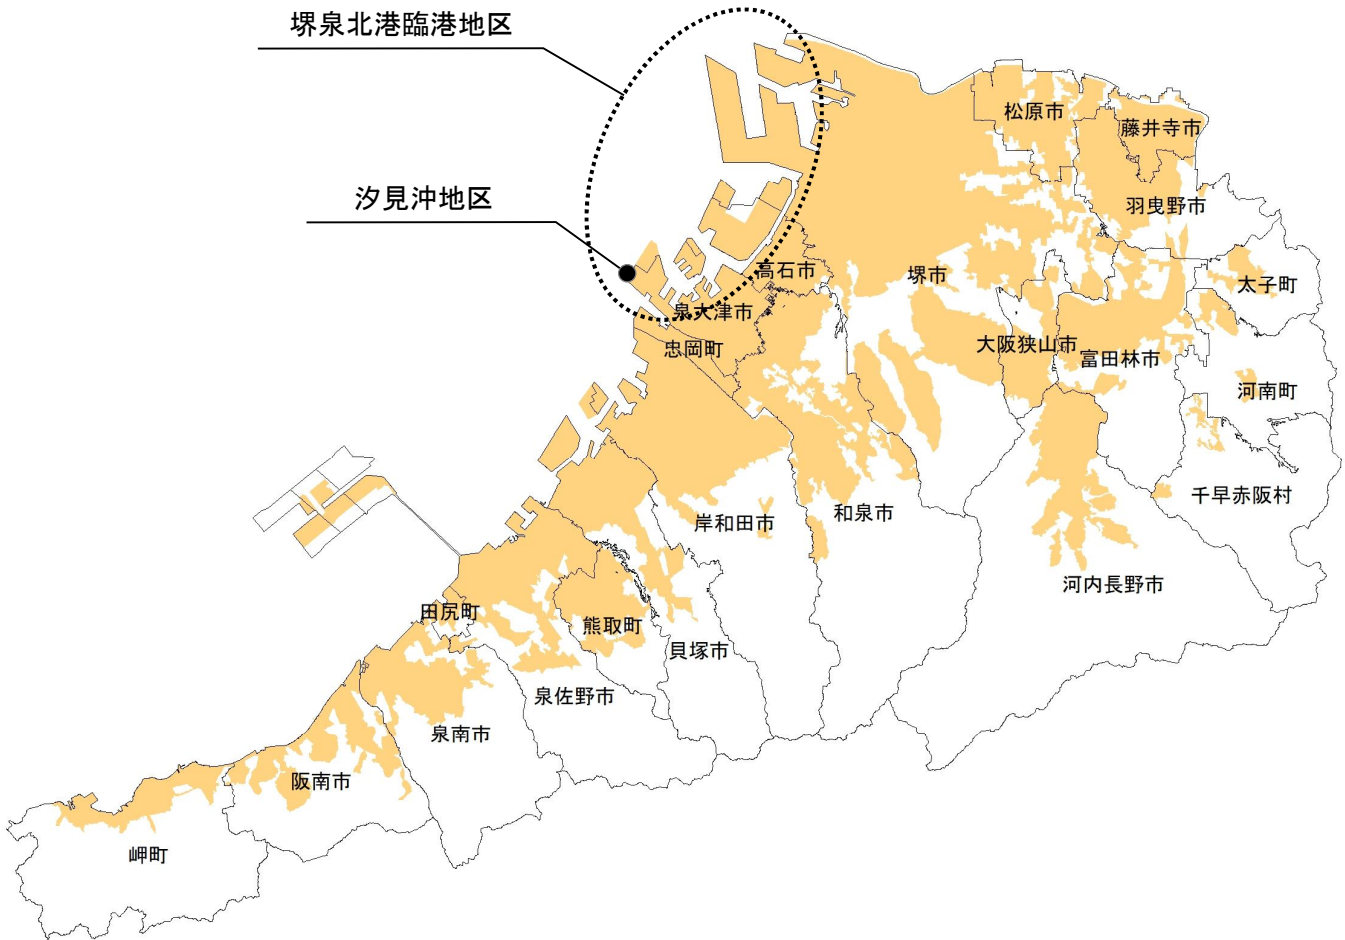 堺泉北港臨港地区
汐見沖地区
松原市
藤井寺市
羽曳野市
高石市
堺市
太子町
泉大津市
忠岡町
大阪狭山市
富田林市
河南町
千早赤阪村
岸和田市
和泉市
河内長野市
田尻町
熊取町
貝塚市
泉佐野市
泉南市
阪南市
岬町